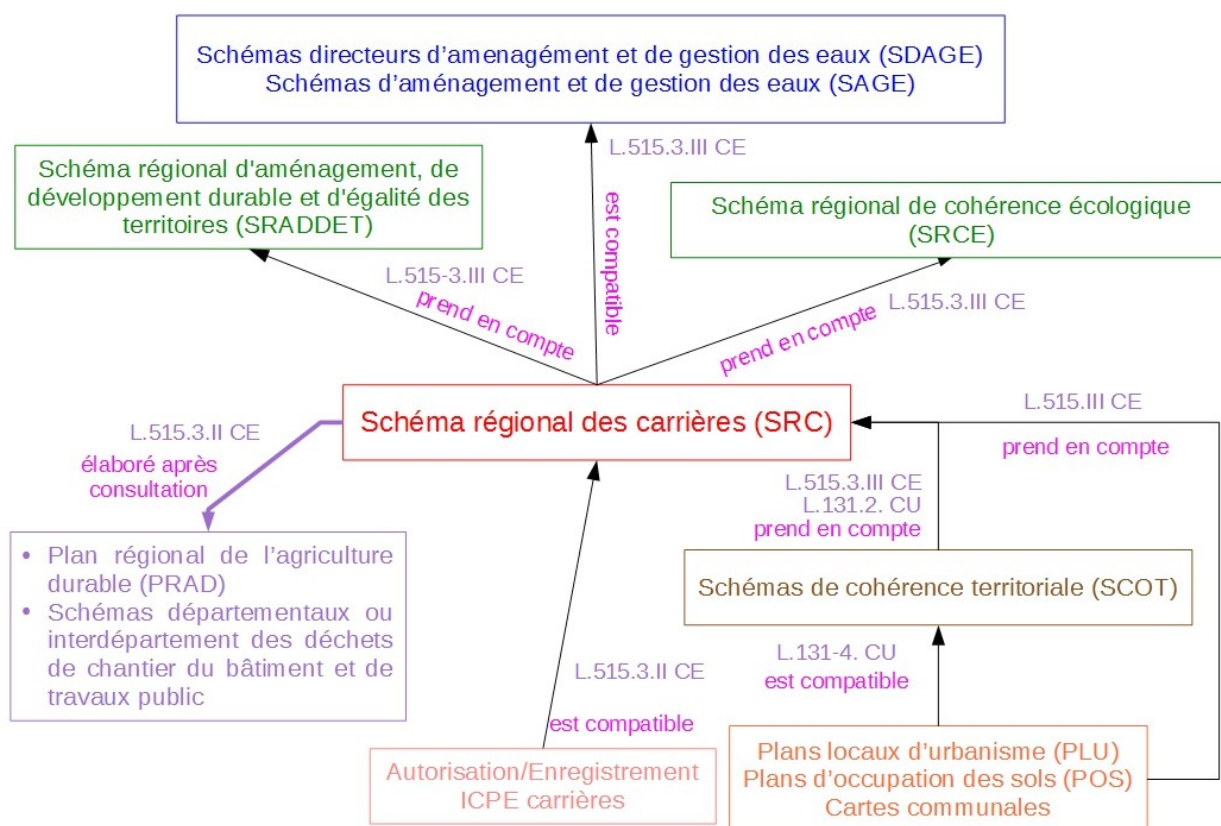 Schémas directeurs d’amenagément et de gestion des eaux (SDAGE)
Schémas d’aménagement et de gestion des eaux (SAGE)
L.515.3.III CE
est compatible
Schéma régional d'aménagement, de
développement durable et d'égalité des
territoires (SRADDET)
Schéma régional de cohérence écologique
(SRCE)
L.515-3.III CE
prend en compte
L.515.3.III CE
prend en compte
Schéma régional des carrières (SRC)
L.515.III CE
prend en compte
L.515.3.II CE
élaboré après
consultation
L.515.3.III CE
L.131.2. CU
prend en compte
• Plan régional de l’agriculture
durable (PRAD)
• Schémas départementaux ou
interdépartement des déchets
de chantier du bâtiment et de
travaux public
Schémas de cohérence territoriale (SCOT)
L.131-4. CU
est compatible
L.515.3.II CE
est compatible
Autorisation/Enregistrement
ICPE carrières
Plans locaux d’urbanisme (PLU)
Plans d’occupation des sols (POS)
Cartes communales